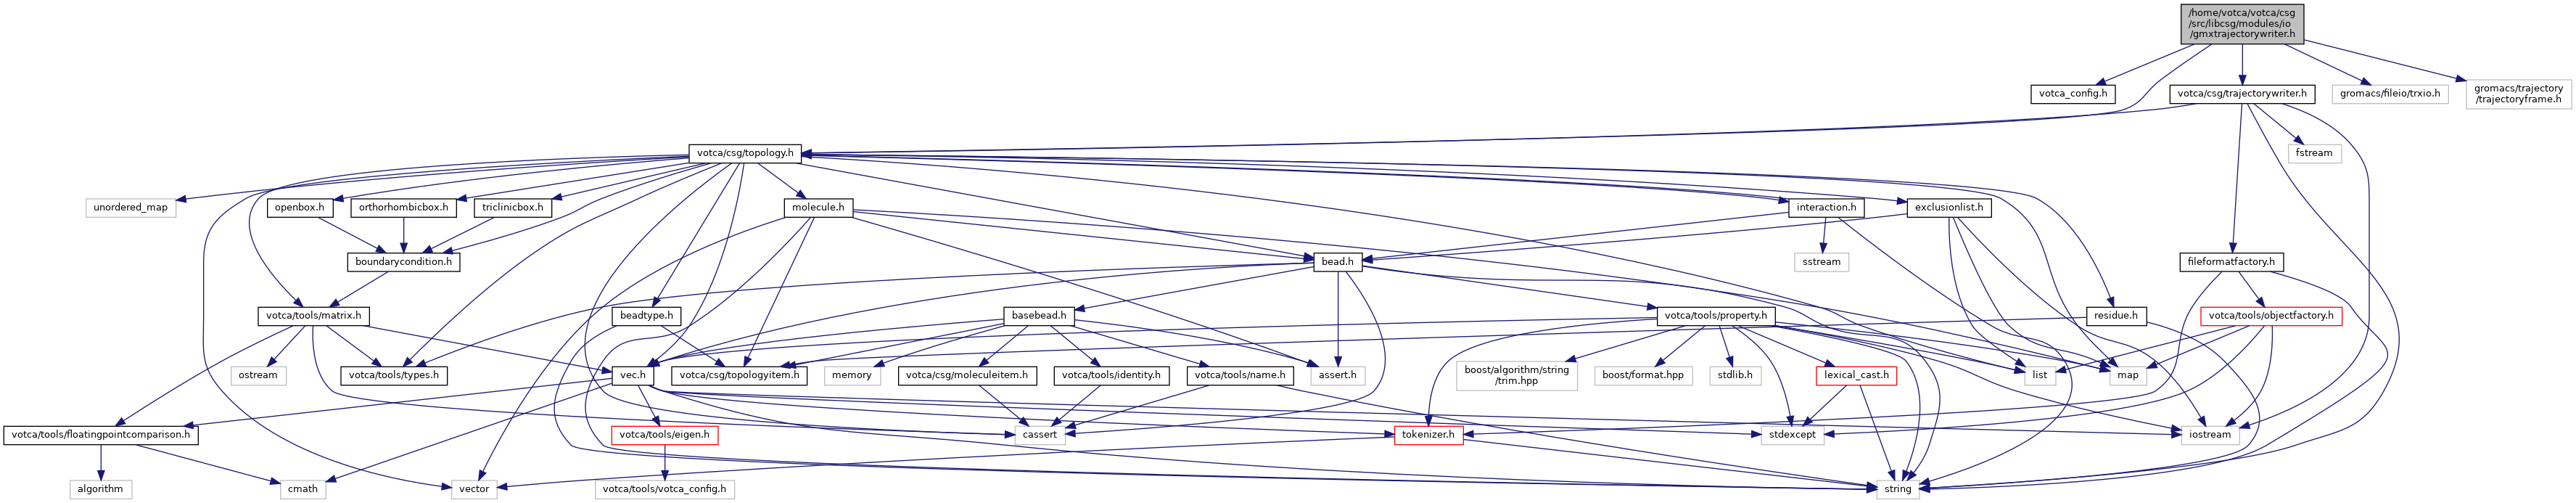 /home/votca/votca/csg
/src/libcsg/modules/io
/gmxtrajectorywriter.h
votca_config.h
votca/csg/trajectorywriter.h
gromacs/fileio/trxio.h
gromacs/trajectory
/trajectoryframe.h
votca/csg/topology.h
fstream
unordered_map
openbox.h
orthorhombicbox.h
triclinicbox.h
molecule.h
interaction.h
exclusionlist.h
boundarycondition.h
bead.h
sstream
fileformatfactory.h
votca/tools/matrix.h
beadtype.h
basebead.h
votca/tools/property.h
residue.h
votca/tools/objectfactory.h
ostream
votca/tools/types.h
vec.h
votca/csg/topologyitem.h
memory
votca/csg/moleculeitem.h
votca/tools/identity.h
votca/tools/name.h
assert.h
boost/algorithm/string
/trim.hpp
boost/format.hpp
stdlib.h
lexical_cast.h
list
map
votca/tools/floatingpointcomparison.h
votca/tools/eigen.h
cassert
tokenizer.h
stdexcept
iostream
algorithm
cmath
vector
votca/tools/votca_config.h
string